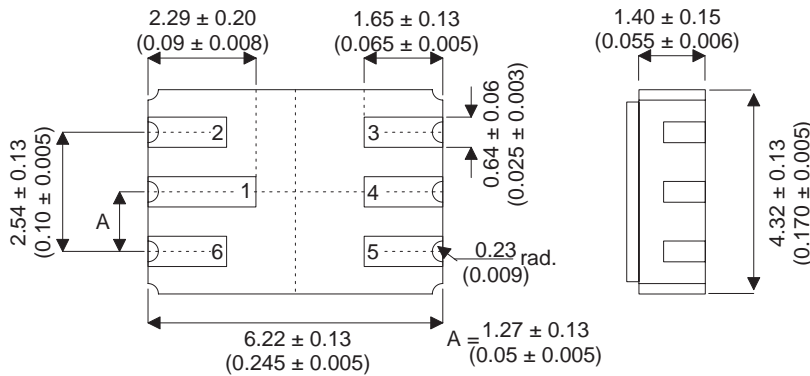 2.29 ± 0.20
(0.09 ± 0.008)
1.65 ± 0.13
(0.065 ± 0.005)
1.40 ± 0.15
(0.055 ± 0.006)
2.54 ± 0.13
(0.10 ± 0.005)
A
2
1
6
3
4
5
0.64 ± 0.06
(0.025 ± 0.003)
0.23 rad.
(0.009)
4.32 ± 0.13
(0.170 ± 0.005)
6.22 ± 0.13
(0.245 ± 0.005)
A = 1.27 ± 0.13
(0.05 ± 0.005)